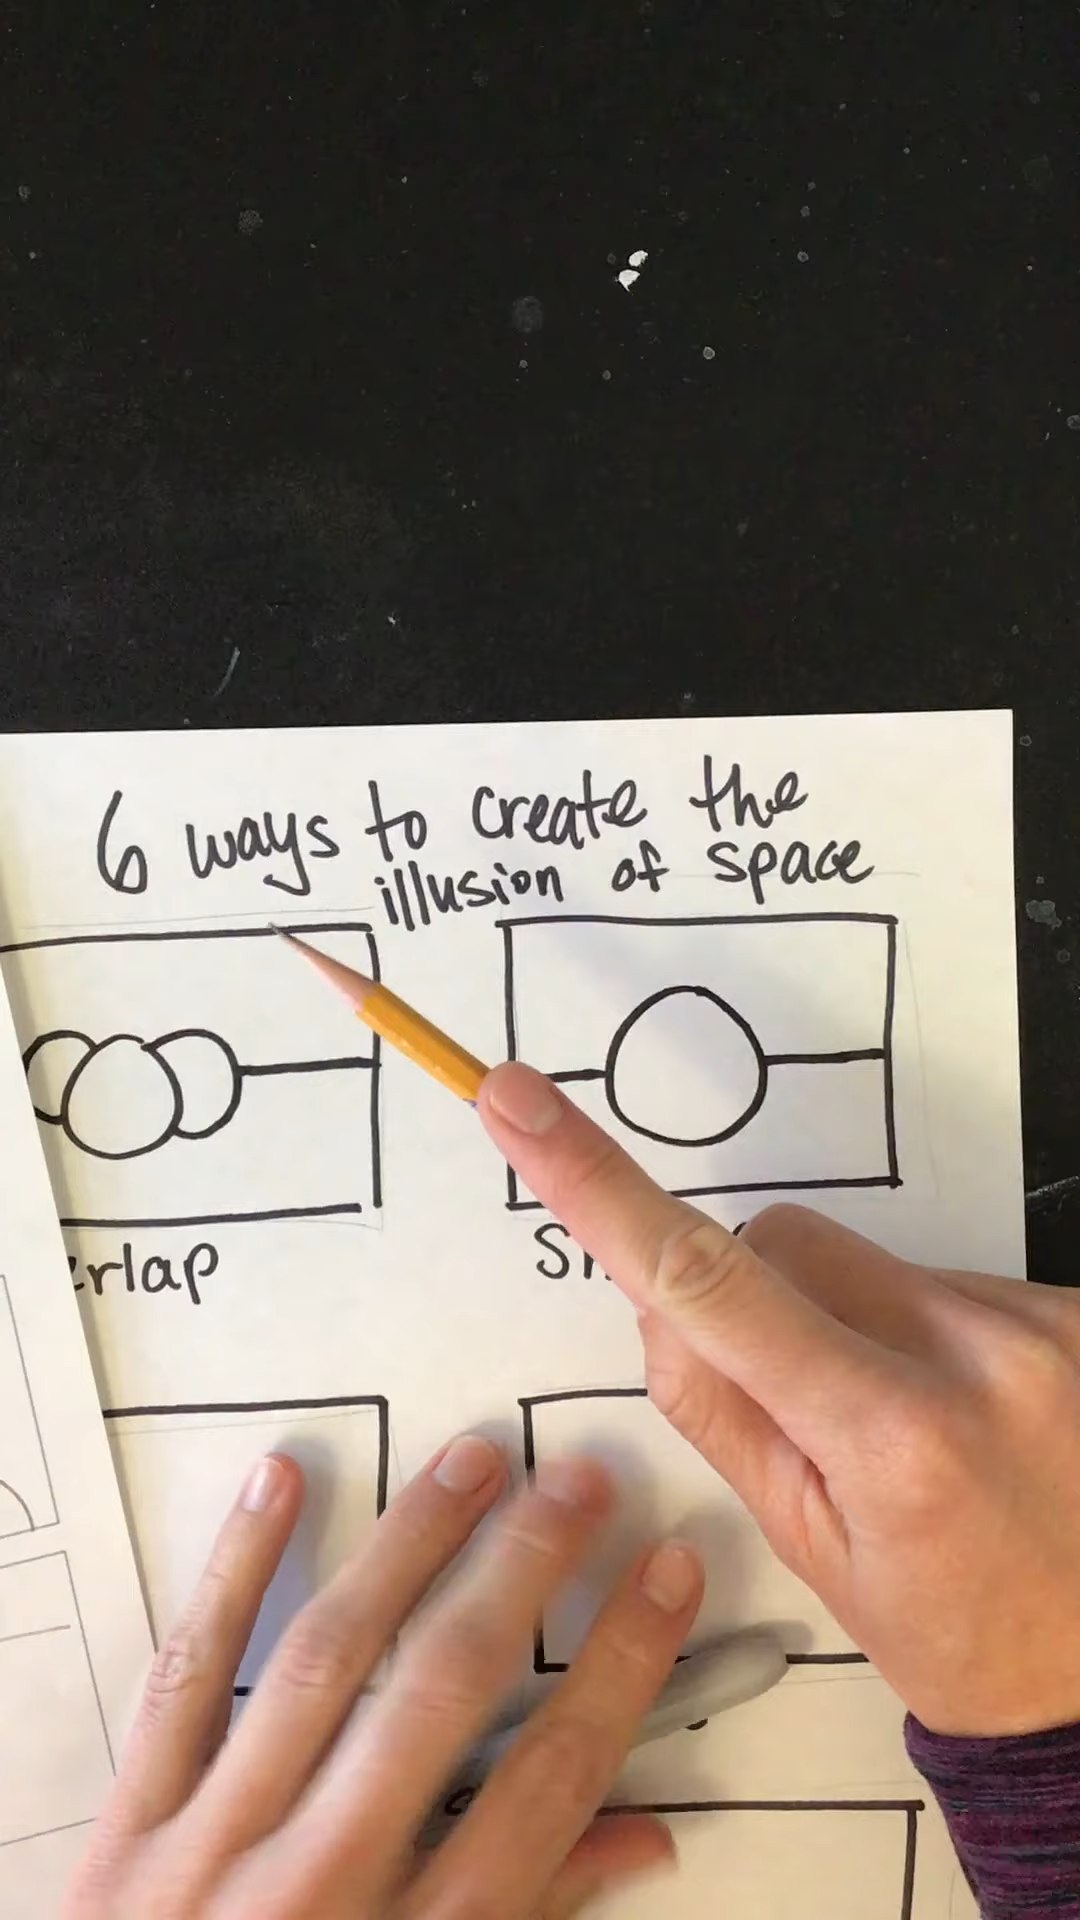 6 ways to create the
illusion of space
erlap